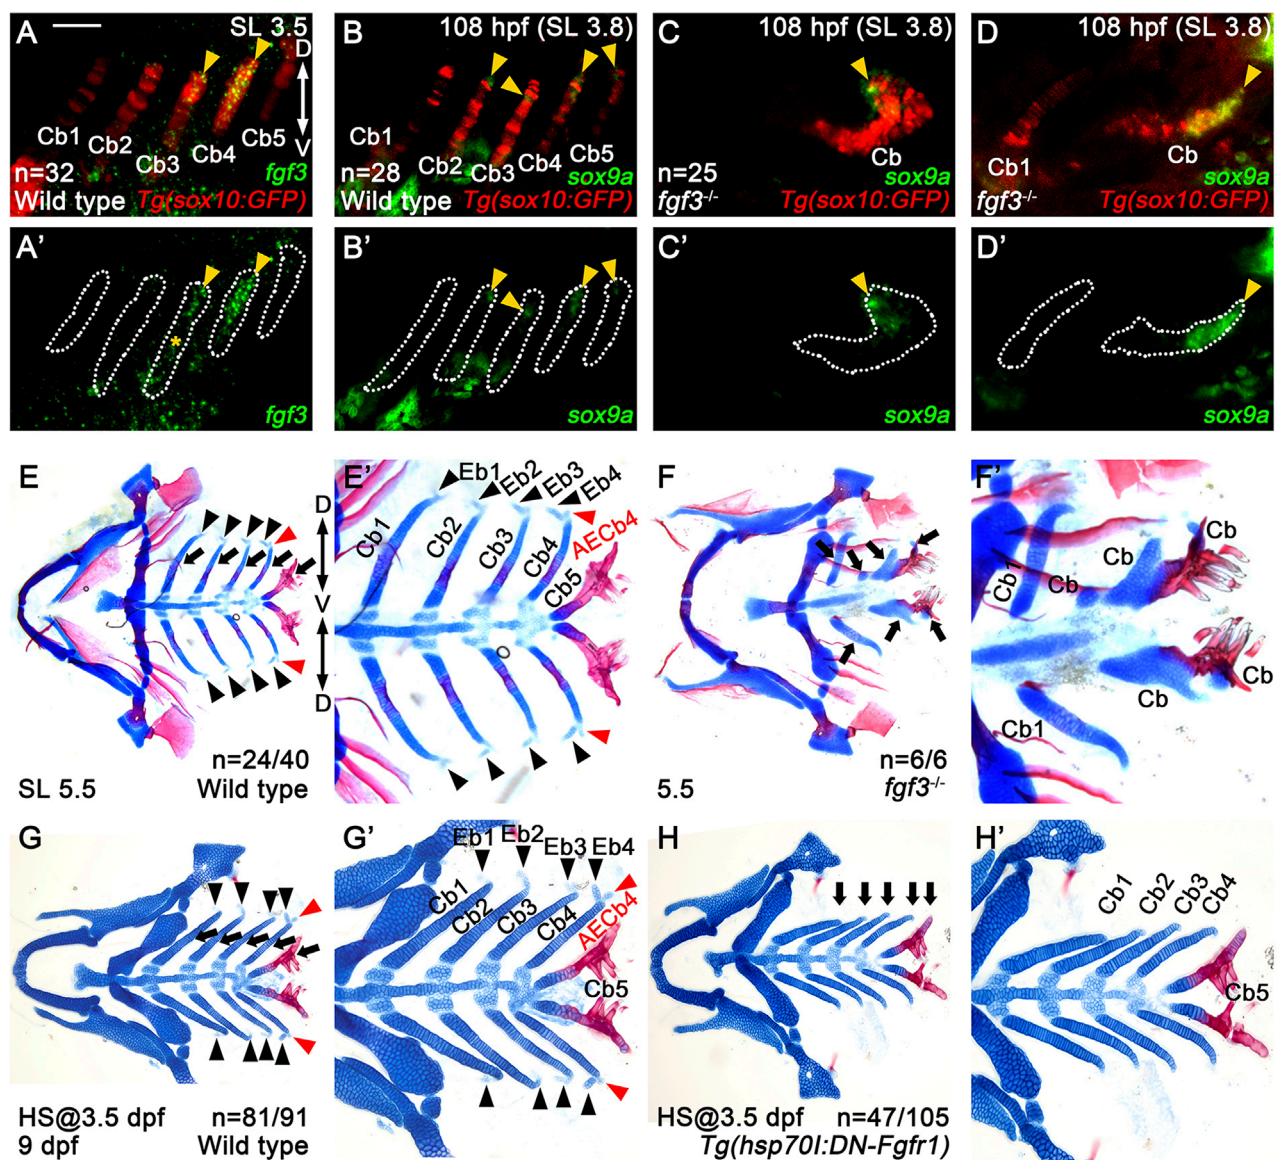 A
SL 3.5
D
V
Cb1
Cb2
Cb3
Cb4
Cb5
n=32
fgf3
Wild type
Tg(sox10:GFP)
B
108 hpf (SL 3.8)
Cb1
Cb2
Cb3
Cb4
Cb5
n=28
sox9a
Wild type
Tg(sox10:GFP)
C
108 hpf (SL 3.8)
Cb
n=25
sox9a
fgf3-/-
Tg(sox10:GFP)
D
108 hpf (SL 3.8)
Cb1
Cb
sox9a
fgf3-/-
Tg(sox10:GFP)
A'
*
fgf3
B'
sox9a
C'
sox9a
D'
sox9a
E
D
V
D
n=24/40
SL 5.5
Wild type
E'
Eb1
Eb2
Eb3
Eb4
Cb1
Cb2
Cb3
Cb4
AECb4
Cb5
F
n=6/6
5.5
fgf3-/-
F'
Cb1
Cb
Cb
Cb
Cb
Cb
Cb1
G
HS@3.5 dpf
n=81/91
9 dpf
Wild type
G'
Eb1
Eb2
Eb3
Eb4
Cb1
Cb2
Cb3
Cb4
AECb4
Cb5
H
HS@3.5 dpf
n=47/105
Tg(hsp70I:DN-Fgfr1)
H'
Cb1
Cb2
Cb3
Cb4
Cb5